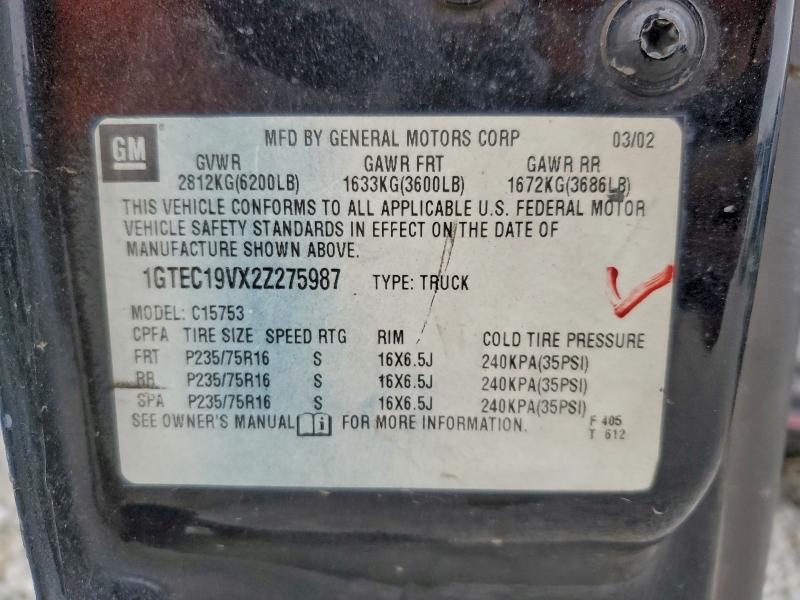 GM
MFD BY GENERAL MOTORS CORP 03/02
GVWR GAWR FRT GAWR RR
2812KG(6200LB) 1633KG(3600LB) 1672KG(3686LB)
THIS VEHICLE CONFORMS TO ALL APPLICABLE U.S. FEDERAL MOTOR
VEHICLE SAFETY STANDARDS IN EFFECT ON THE DATE OF
MANUFACTURE SHOWN ABOVE.
1GTEC19VX2Z275987 TYPE: TRUCK
MODEL: C15753
CPFA TIRE SIZE SPEED RTG RIM COLD TIRE PRESSURE
FRT P235/75R16 S 16X6.5J 240KPA(35PSI)
RR P235/75R16 S 16X6.5J 240KPA(35PSI)
SPA P235/75R16 S 16X6.5J 240KPA(35PSI)
SEE OWNER'S MANUAL i FOR MORE INFORMATION.
F 405
T 612